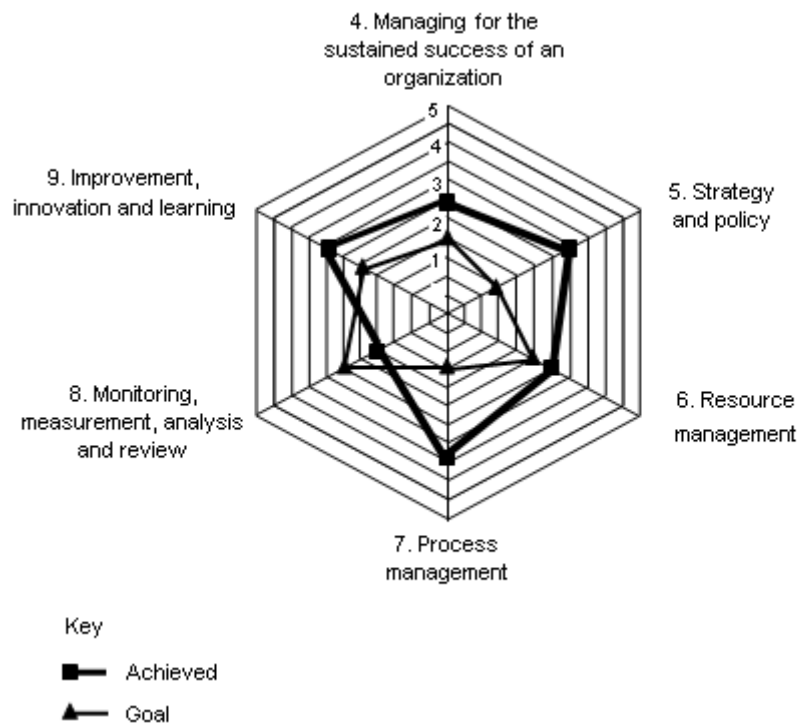 4. Managing for the
sustained success of an
organization
5
4
3
2
1
9. Improvement,
innovation and learning
5. Strategy
and policy
8. Monitoring,
measurement, analysis
and review
6. Resource
management
7. Process
management
Key
Achieved
Goal